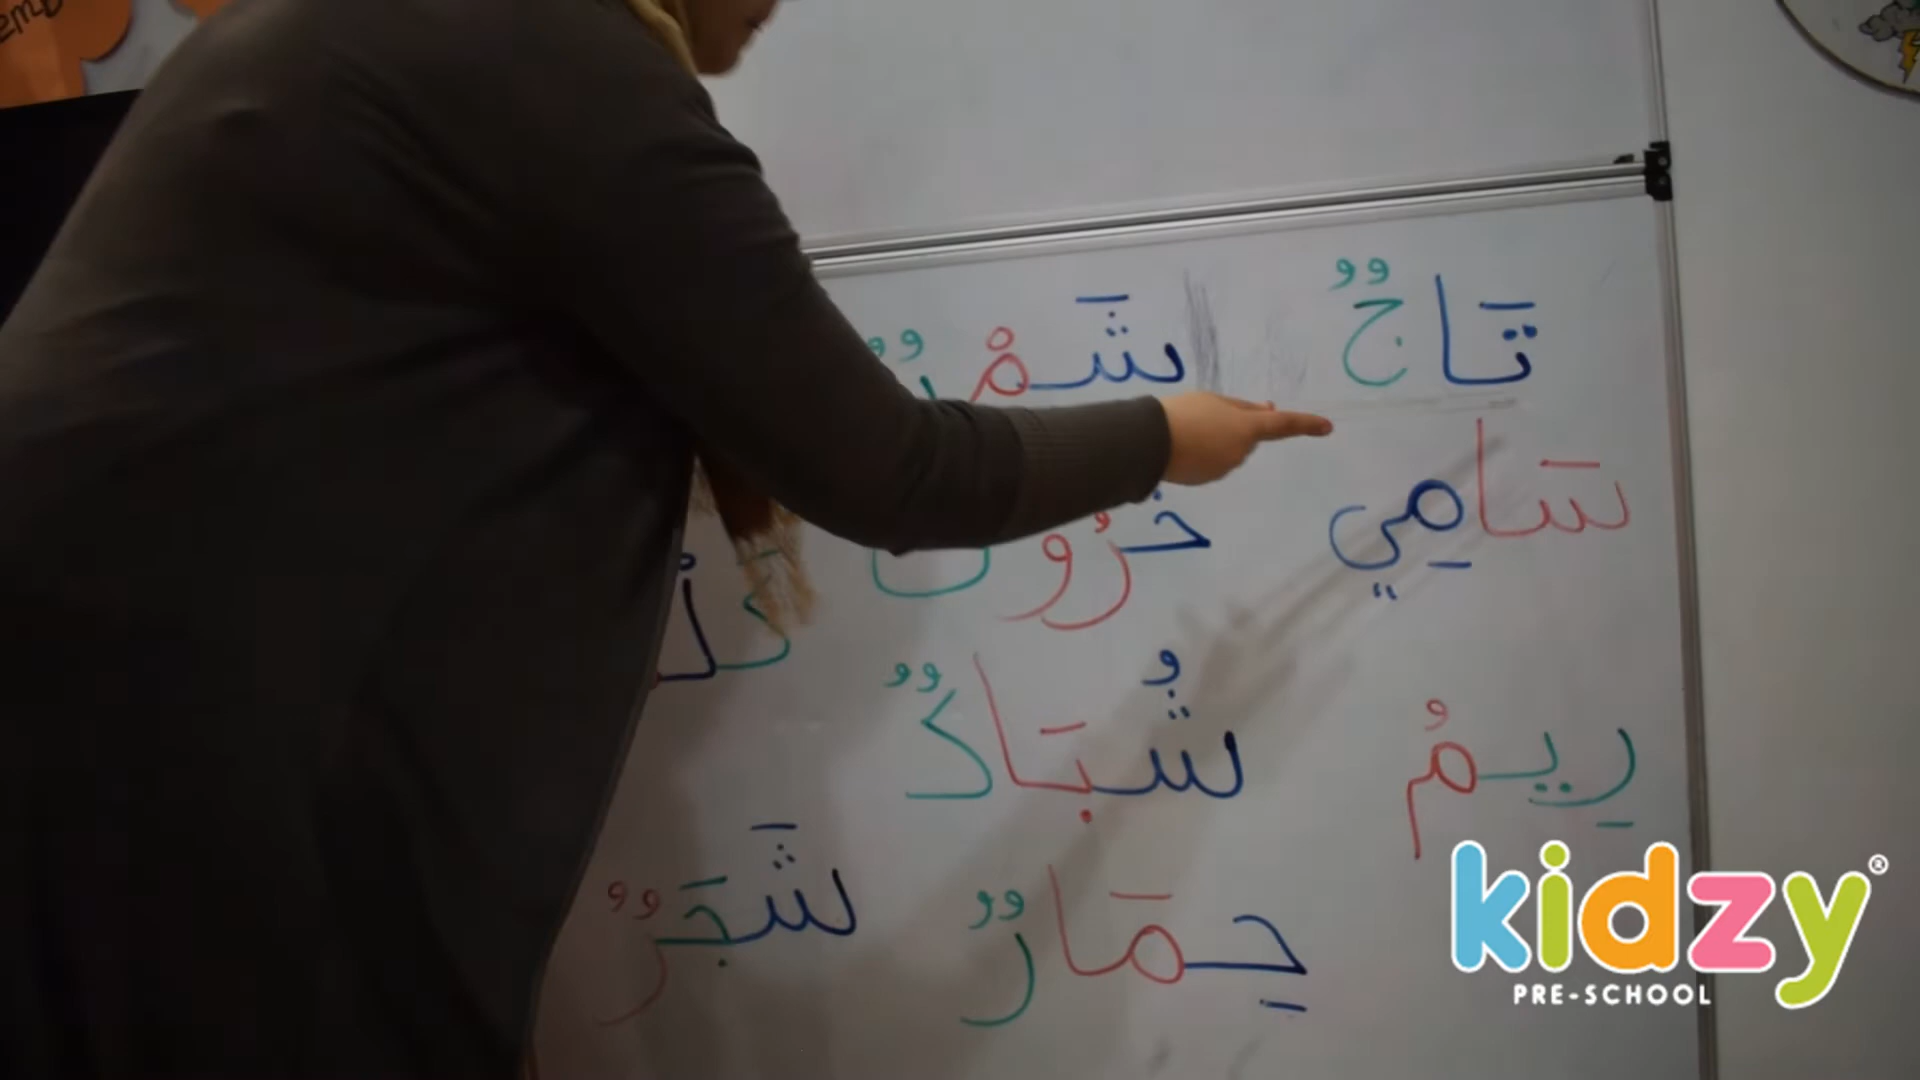 تَاجٌ
سَامِي
رِيمُ شُبَاكٌ
حِمَارٌ شَجَرٌ
kidzy®
PRE-SCHOOL